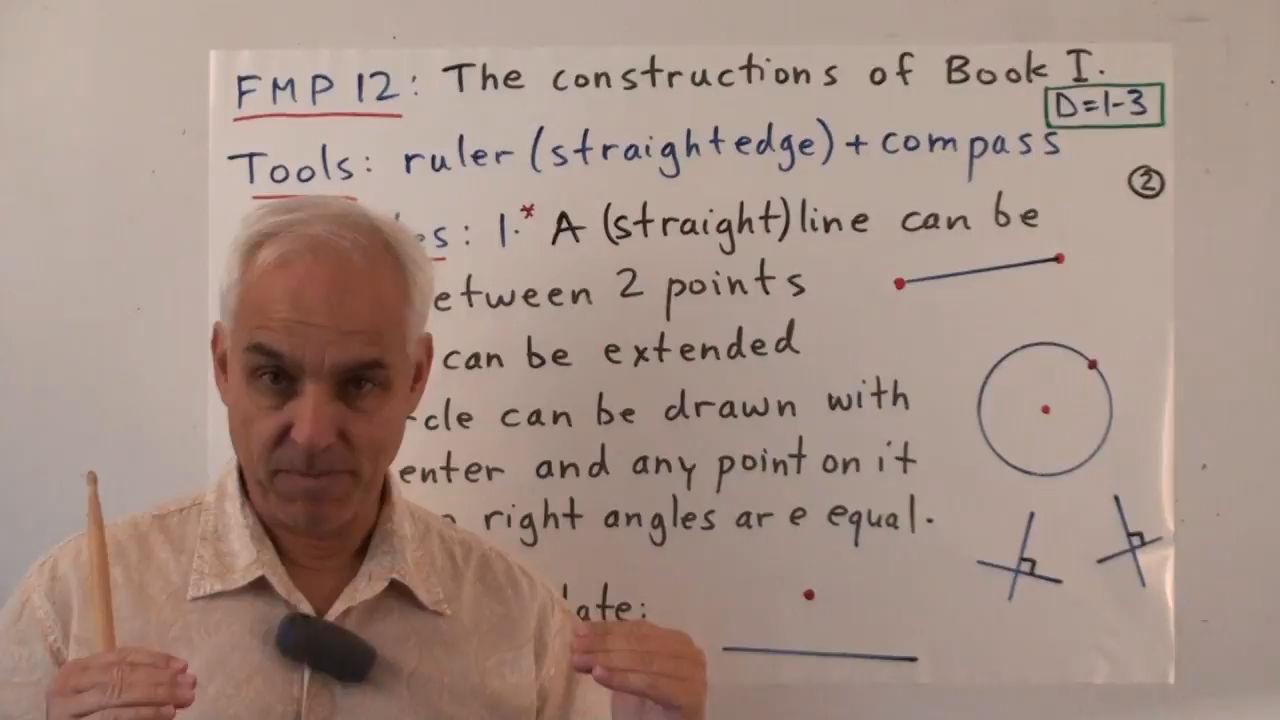 FMP 12: The constructions of Book I.
D=1-3
Tools: ruler (straightedge) + compass
2
es: 1.* A (straight) line can be
etween 2 points
can be extended
cle can be drawn with
enter and any point on it
right angles are equal.
late: